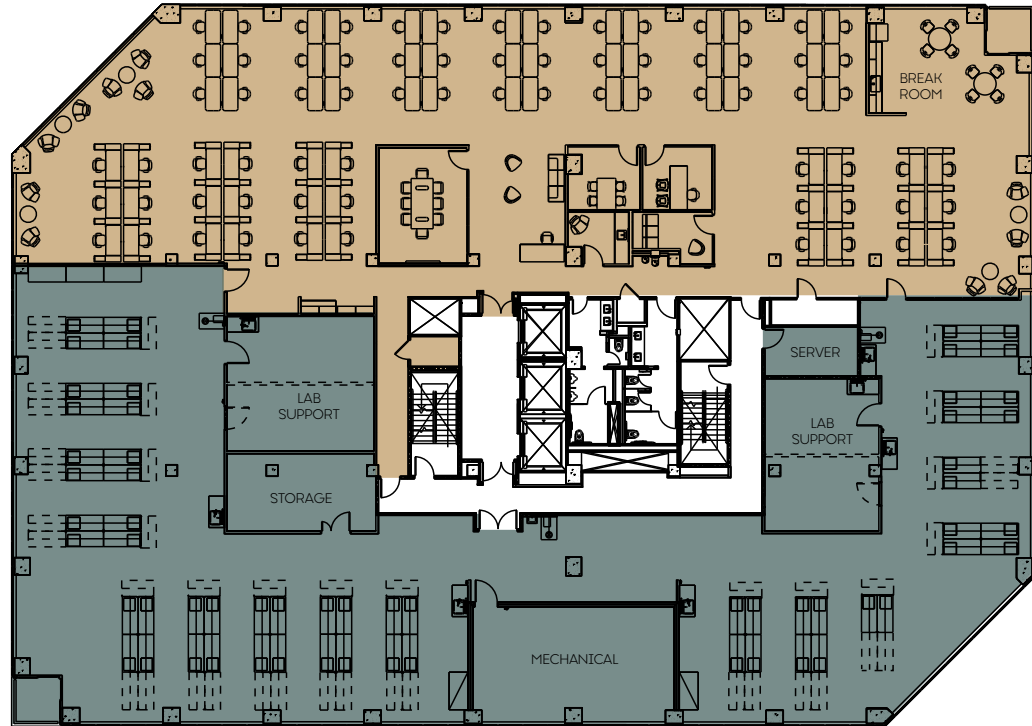 BREAK
ROOM
SERVER
LAB
SUPPORT
LAB
SUPPORT
STORAGE
MECHANICAL